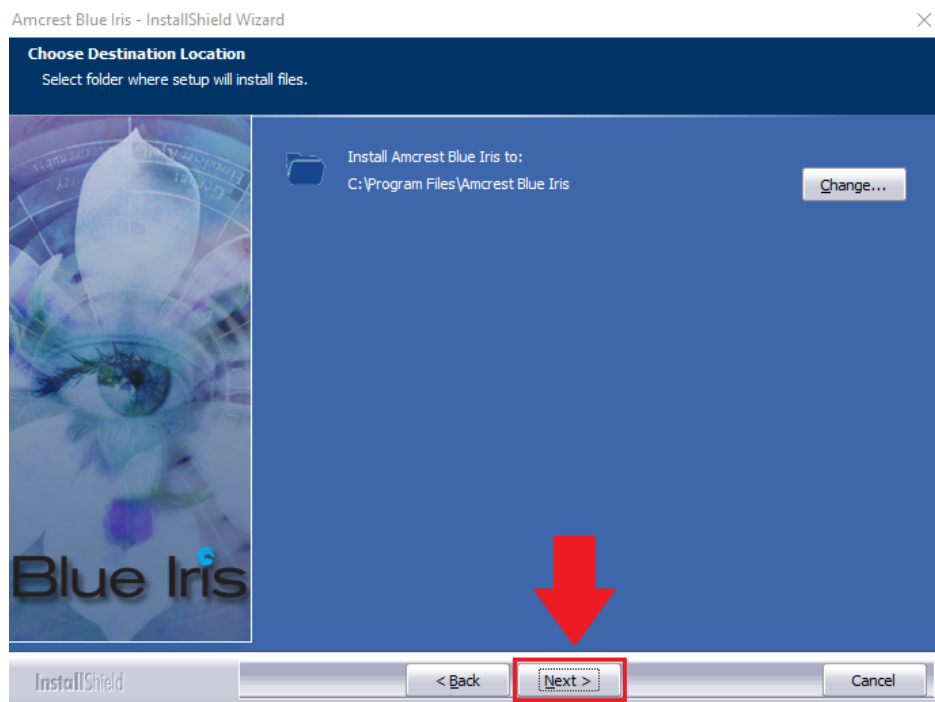 Amcrest Blue Iris - InstallShield Wizard
Choose Destination Location
Select folder where setup will install files.
Install Amcrest Blue Iris to:
C:\Program Files\Amcrest Blue Iris
Change...
Blue Iris
InstallShield
< Back
Next >
Cancel